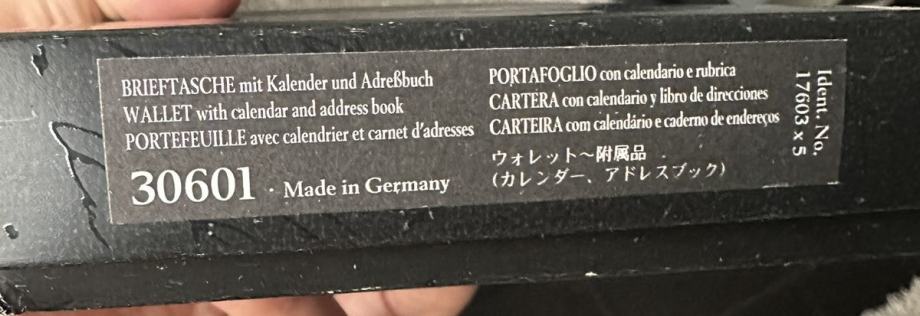 BRIEFTASCHE mit Kalender und Adreßbuch
WALLET with calendar and address book
PORTEFEUILLE avec calendrier et carnet d'adresses
30601 · Made in Germany
PORTAFOGLIO con calendario e rubrica
CARTERA con calendario y libro de direcciones
CARTEIRA com calendário e caderno de endereços
ウォレット〜附属品
(カレンダー、アドレスブック)
Ident. No.
17603 x 5